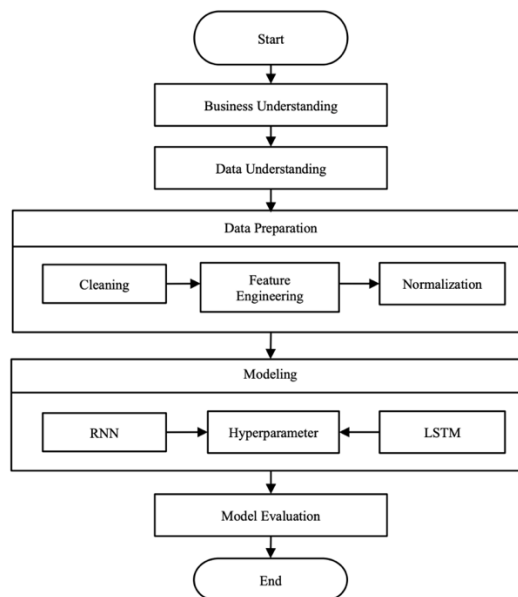 Start
Business Understanding
Data Understanding
Data Preparation
Cleaning
Feature
Engineering
Normalization
Modeling
RNN
Hyperparameter
LSTM
Model Evaluation
End